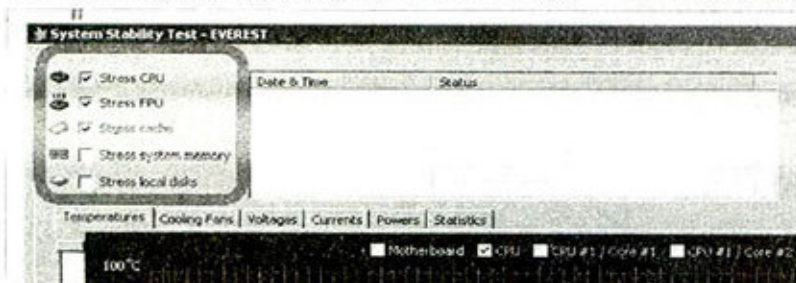 System Stability Test - EVEREST
Stress CPU
Stress FPU
Stress cache
Stress system memory
Stress local disks
Date & Time Status
Temperatures Cooling Fans Voltages Currents Powers Statistics
Motherboard CPU CPU #1 / Core #1 CPU #1 / Core #2
100°C